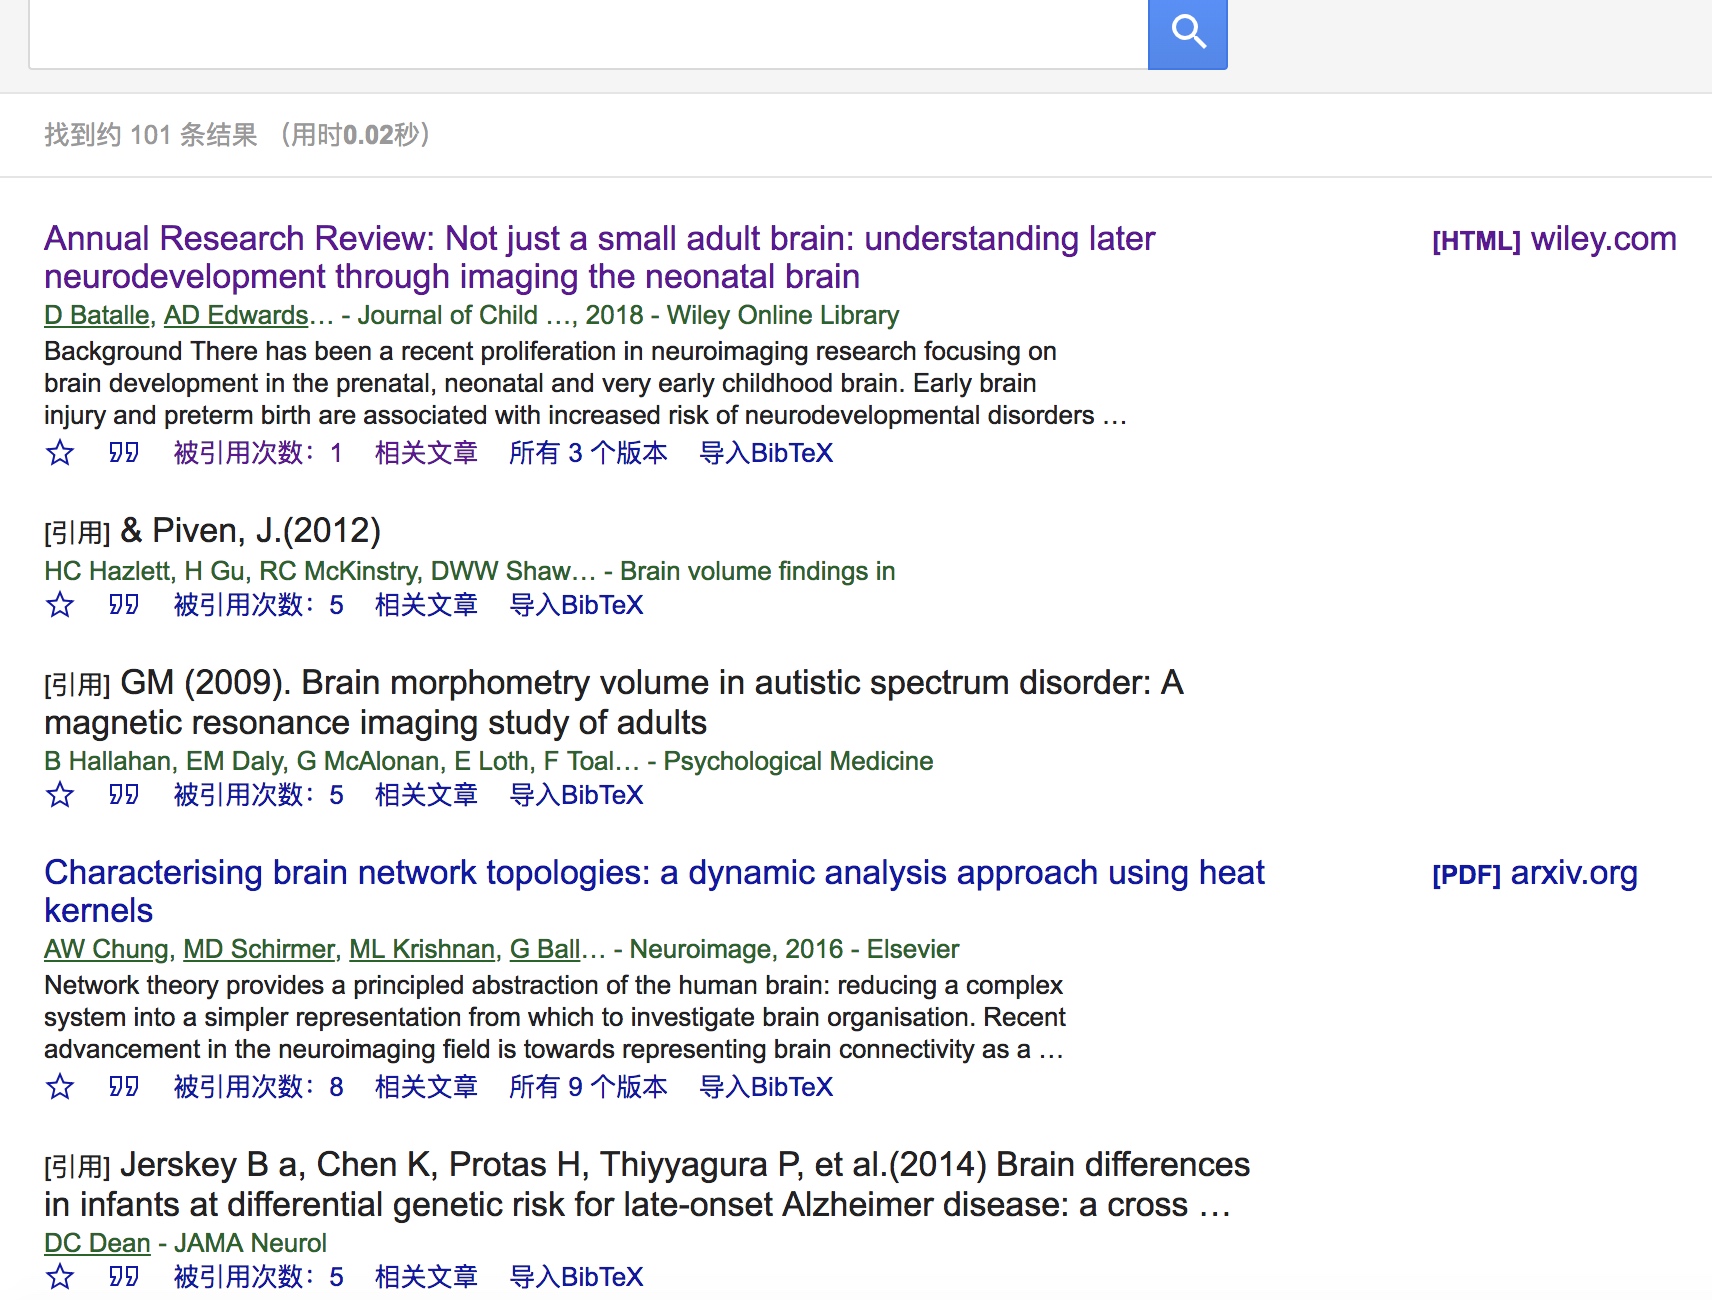 找到约 101 条结果 （用时0.02秒）
Annual Research Review: Not just a small adult brain: understanding later
neurodevelopment through imaging the neonatal brain
[HTML] wiley.com
D Batalle, AD Edwards… - Journal of Child …, 2018 - Wiley Online Library
Background There has been a recent proliferation in neuroimaging research focusing on
brain development in the prenatal, neonatal and very early childhood brain. Early brain
injury and preterm birth are associated with increased risk of neurodevelopmental disorders …
被引用次数：1 相关文章 所有 3 个版本 导入BibTeX
[引用] & Piven, J.(2012)
HC Hazlett, H Gu, RC McKinstry, DWW Shaw… - Brain volume findings in
被引用次数：5 相关文章 导入BibTeX
[引用] GM (2009). Brain morphometry volume in autistic spectrum disorder: A
magnetic resonance imaging study of adults
B Hallahan, EM Daly, G McAlonan, E Loth, F Toal… - Psychological Medicine
被引用次数：5 相关文章 导入BibTeX
Characterising brain network topologies: a dynamic analysis approach using heat
kernels
[PDF] arxiv.org
AW Chung, MD Schirmer, ML Krishnan, G Ball… - Neuroimage, 2016 - Elsevier
Network theory provides a principled abstraction of the human brain: reducing a complex
system into a simpler representation from which to investigate brain organisation. Recent
advancement in the neuroimaging field is towards representing brain connectivity as a …
被引用次数：8 相关文章 所有 9 个版本 导入BibTeX
[引用] Jerskey B a, Chen K, Protas H, Thiyyagura P, et al.(2014) Brain differences
in infants at differential genetic risk for late-onset Alzheimer disease: a cross …
DC Dean - JAMA Neurol
被引用次数：5 相关文章 导入BibTeX